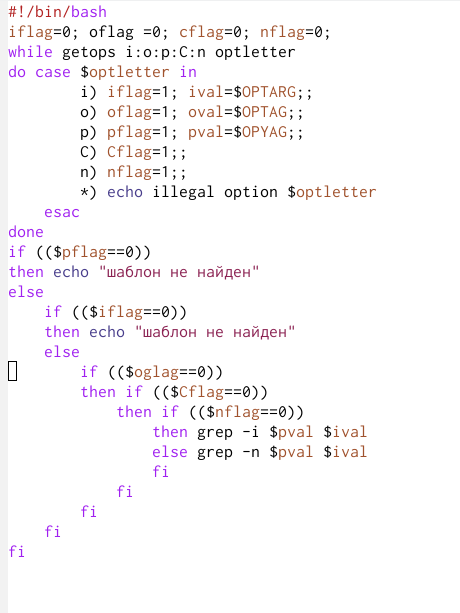 #!/bin/bash
iflag=0; oflag =0; cflag=0; nflag=0;
while getops i:o:p:C:n optletter
do case $optletter in
        i) iflag=1; ival=$OPTARG;;
        o) oflag=1; oval=$OPTAG;;
        p) pflag=1; pval=$OPYAG;;
        C) Cflag=1;;
        n) nflag=1;;
        *) echo illegal option $optletter
    esac
done
if (($pflag==0))
then echo "шаблон не найден"
else
    if (($iflag==0))
    then echo "шаблон не найден"
    else
        if (($oglag==0))
        then if (($Cflag==0))
            then if (($nflag==0))
                then grep -i $pval $ival
                else grep -n $pval $ival
                fi
            fi
        fi
    fi
fi